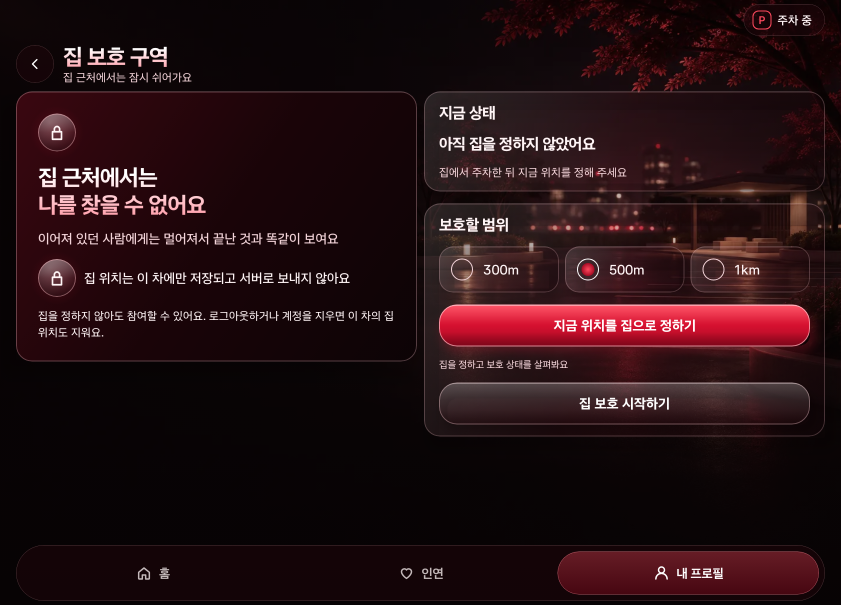 P 주차 중
집 보호 구역
집 근처에서는 잠시 쉬어가요
집 근처에서는
나를 찾을 수 없어요
이어져 있던 사람에게는 멀어져서 끝난 것과 똑같이 보여요
집 위치는 이 차에만 저장되고 서버로 보내지 않아요
집을 정하지 않아도 참여할 수 있어요. 로그아웃하거나 계정을 지우면 이 차의 집
위치도 지워요.
지금 상태
아직 집을 정하지 않았어요
집에서 주차한 뒤 지금 위치를 정해 주세요
보호할 범위
300m 500m 1km
지금 위치를 집으로 정하기
집을 정하고 보호 상태를 살펴봐요
집 보호 시작하기
홈 인연 내 프로필